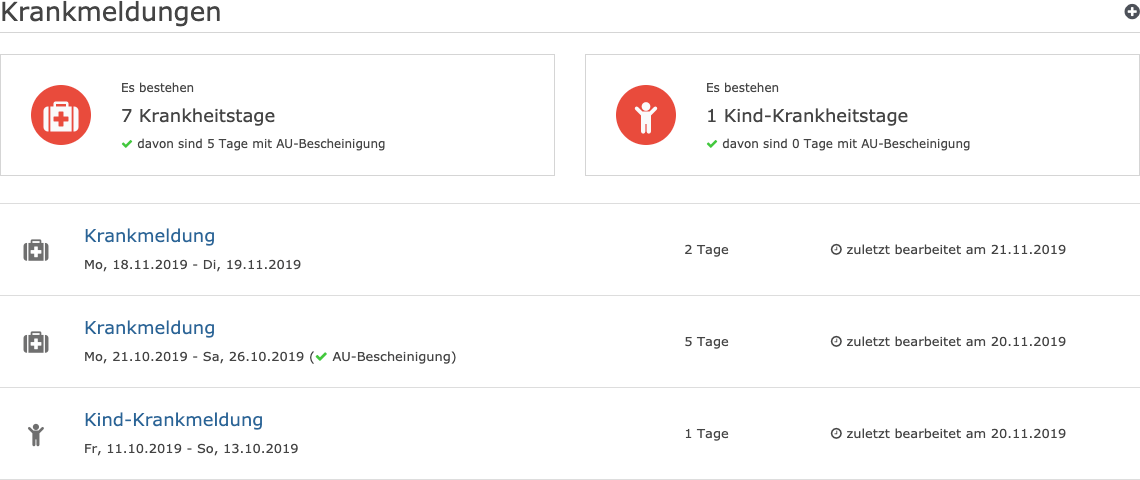 Krankmeldungen
Es bestehen
7 Krankheitstage
davon sind 5 Tage mit AU-Bescheinigung
Es bestehen
1 Kind-Krankheitstage
davon sind 0 Tage mit AU-Bescheinigung
Krankmeldung
Mo, 18.11.2019 - Di, 19.11.2019
2 Tage
zuletzt bearbeitet am 21.11.2019
Krankmeldung
Mo, 21.10.2019 - Sa, 26.10.2019 (✔ AU-Bescheinigung)
5 Tage
zuletzt bearbeitet am 20.11.2019
Kind-Krankmeldung
Fr, 11.10.2019 - So, 13.10.2019
1 Tage
zuletzt bearbeitet am 20.11.2019